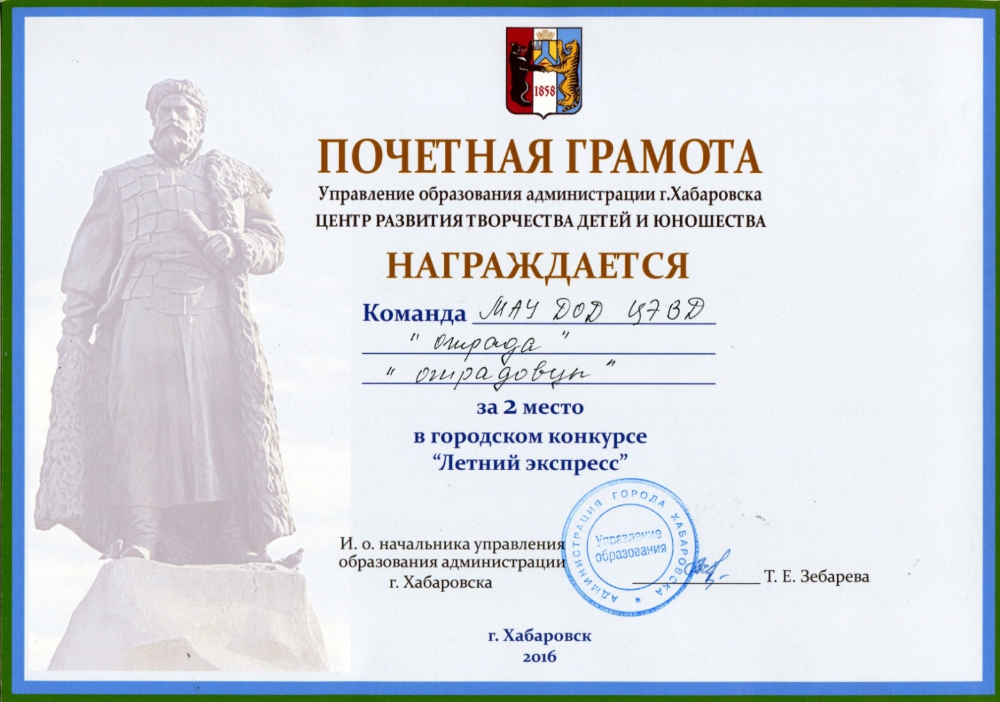 1858
ПОЧЕТНАЯ ГРАМОТА
Управление образования администрации г.Хабаровска
ЦЕНТР РАЗВИТИЯ ТВОРЧЕСТВА ДЕТЕЙ И ЮНОШЕСТВА
НАГРАЖДАЕТСЯ
Команда МАУ ДОД ЦЭВД
" отрада "
" отрадовцы "
за 2 место
в городском конкурсе
“Летний экспресс”
И. о. начальника управления
образования администрации
г. Хабаровска
АДМИНИСТРАЦИЯ ГОРОДА ХАБАРОВСКА *
Управление
образования
Т. Е. Зебарева
г. Хабаровск
2016